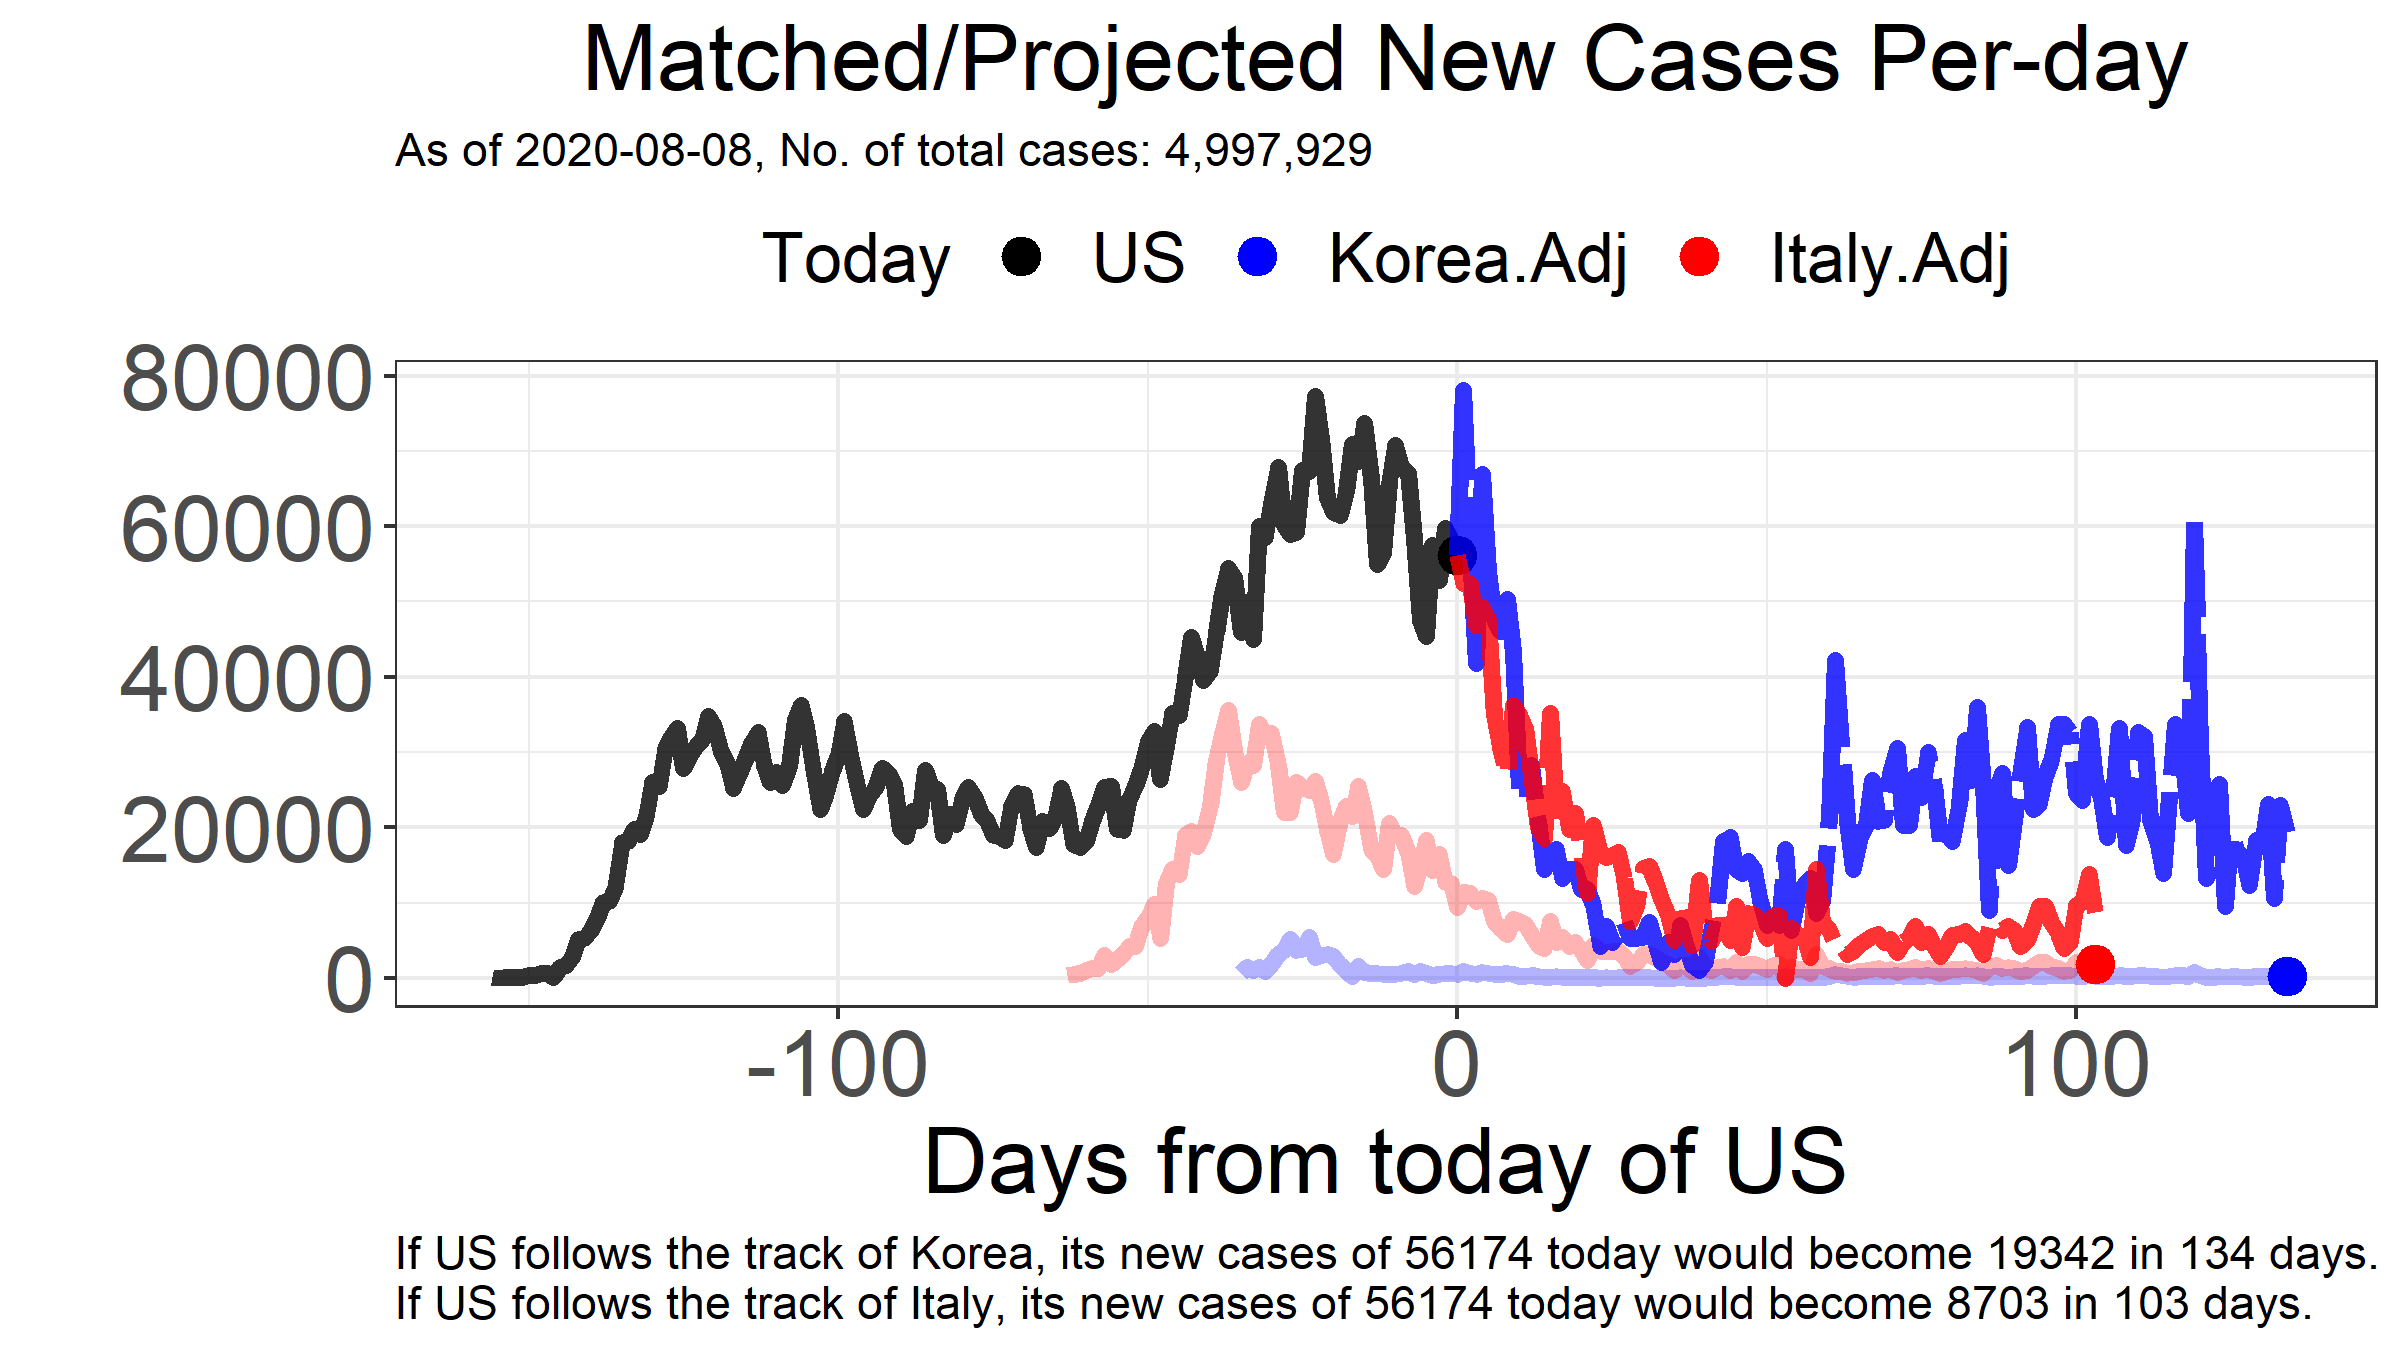 Matched/Projected New Cases Per-day
As of 2020-08-08, No. of total cases: 4,997,929
Today US Korea.Adj Italy.Adj
80000
60000
40000
20000
0
-100 0 100
Days from today of US
If US follows the track of Korea, its new cases of 56174 today would become 19342 in 134 days.
If US follows the track of Italy, its new cases of 56174 today would become 8703 in 103 days.